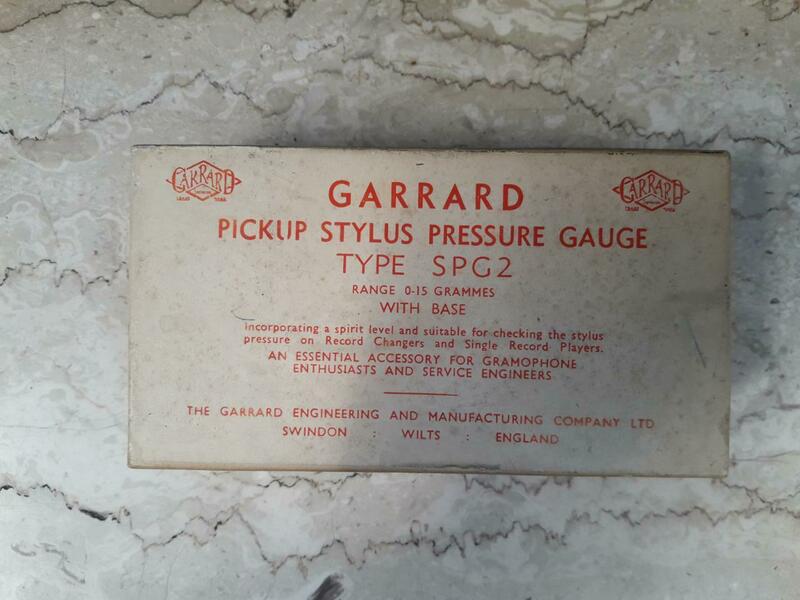 GARRARD
GARRARD
GARRARD
PICKUP STYLUS PRESSURE GAUGE
TYPE SPG2
RANGE 0-15 GRAMMES
WITH BASE
Incorporating a spirit level and suitable for checking the stylus
pressure on Record Changers and Single Record Players.
AN ESSENTIAL ACCESSORY FOR GRAMOPHONE
ENTHUSIASTS AND SERVICE ENGINEERS
THE GARRARD ENGINEERING AND MANUFACTURING COMPANY LTD
SWINDON : WILTS : ENGLAND